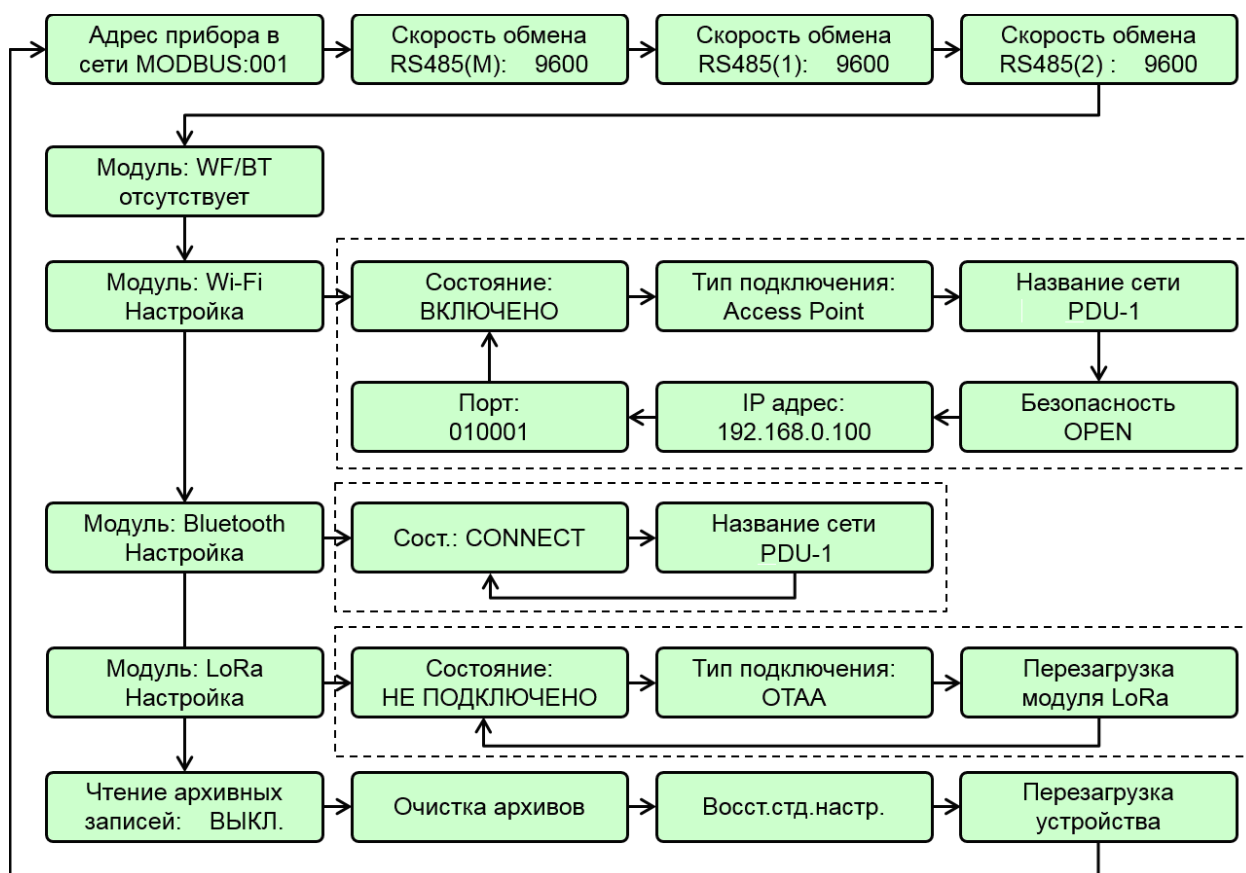 Адрес прибора в
сети MODBUS:001
Скорость обмена
RS485(M): 9600
Скорость обмена
RS485(1): 9600
Скорость обмена
RS485(2) : 9600
Модуль: WF/BT
отсутствует
Модуль: Wi-Fi
Настройка
Состояние:
ВКЛЮЧЕНО
Тип подключения:
Access Point
Название сети
PDU-1
Порт:
010001
IP адрес:
192.168.0.100
Безопасность
OPEN
Модуль: Bluetooth
Настройка
Сост.: CONNECT
Название сети
PDU-1
Модуль: LoRa
Настройка
Состояние:
НЕ ПОДКЛЮЧЕНО
Тип подключения:
OTAA
Перезагрузка
модуля LoRa
Чтение архивных
записей: ВЫКЛ.
Очистка архивов
Восст.стд.настр.
Перезагрузка
устройства